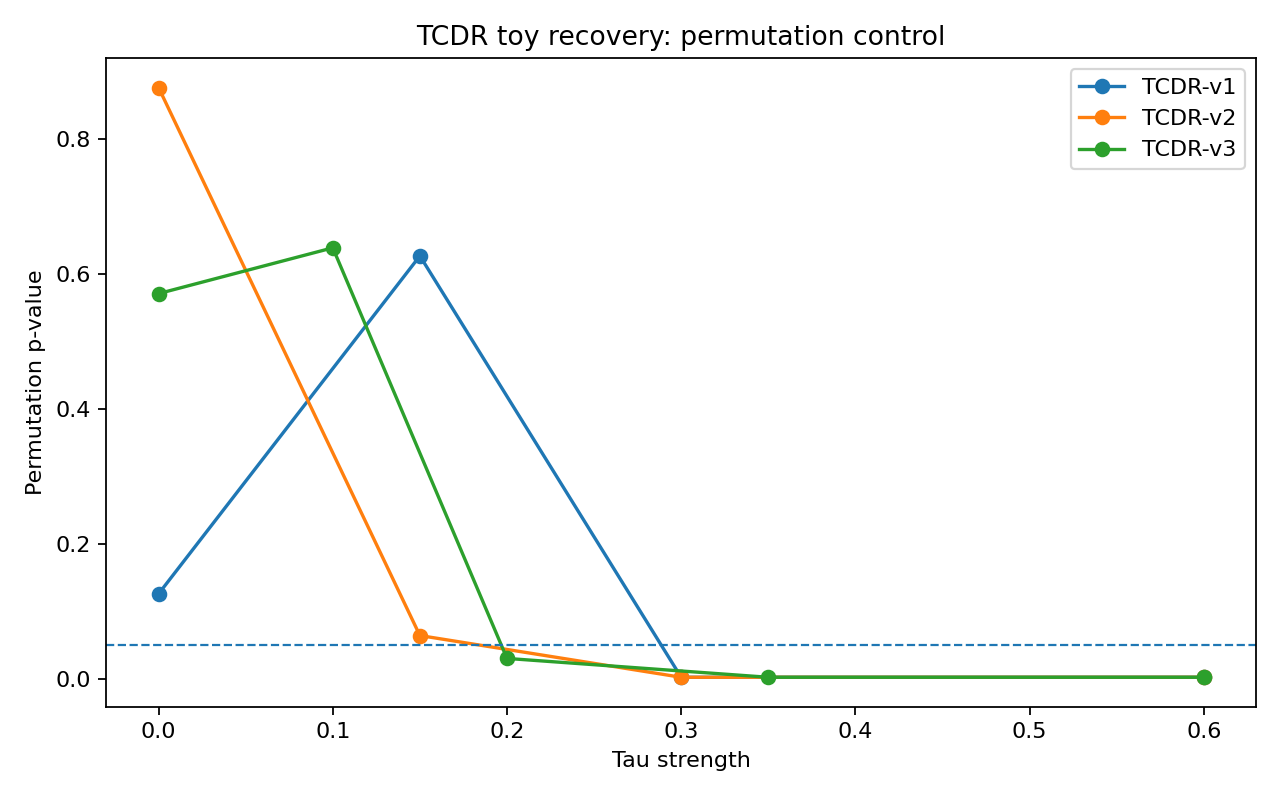 TCDR toy recovery: permutation control
TCDR-v1
TCDR-v2
TCDR-v3
Permutation p-value
0.8
0.6
0.4
0.2
0.0
0.0 0.1 0.2 0.3 0.4 0.5 0.6
Tau strength